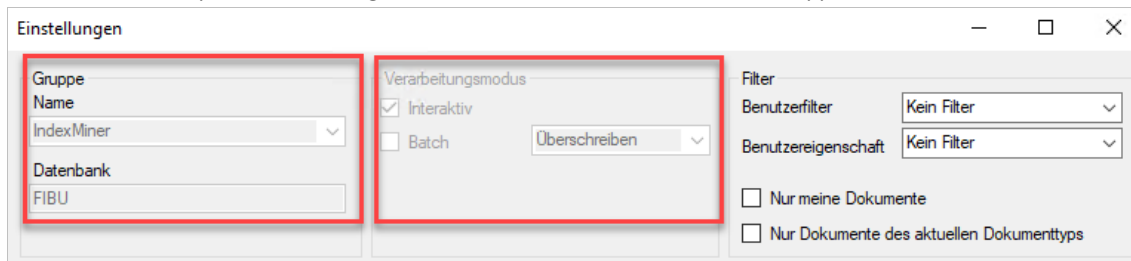 Einstellungen
Gruppe
Name
IndexMiner
Datenbank
FIBU
Verarbeitungsmodus
Interaktiv
Batch Überschreiben
Filter
Benutzerfilter Kein Filter
Benutzereigenschaft Kein Filter
Nur meine Dokumente
Nur Dokumente des aktuellen Dokumenttyps